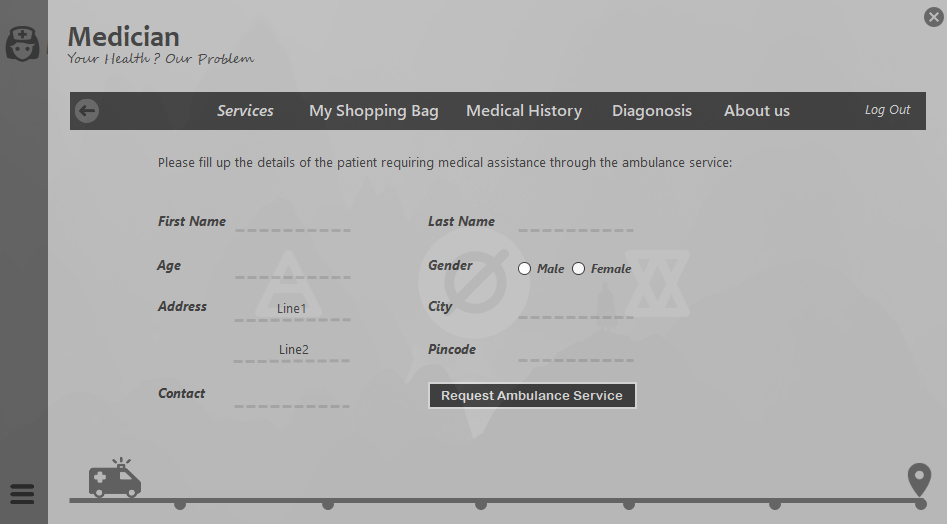 Medician
Your Health ? Our Problem
Services My Shopping Bag Medical History Diagonosis About us Log Out
Please fill up the details of the patient requiring medical assistance through the ambulance service:
First Name Last Name
Age Gender Male Female
Address Line1 City
Line2 Pincode
Contact Request Ambulance Service